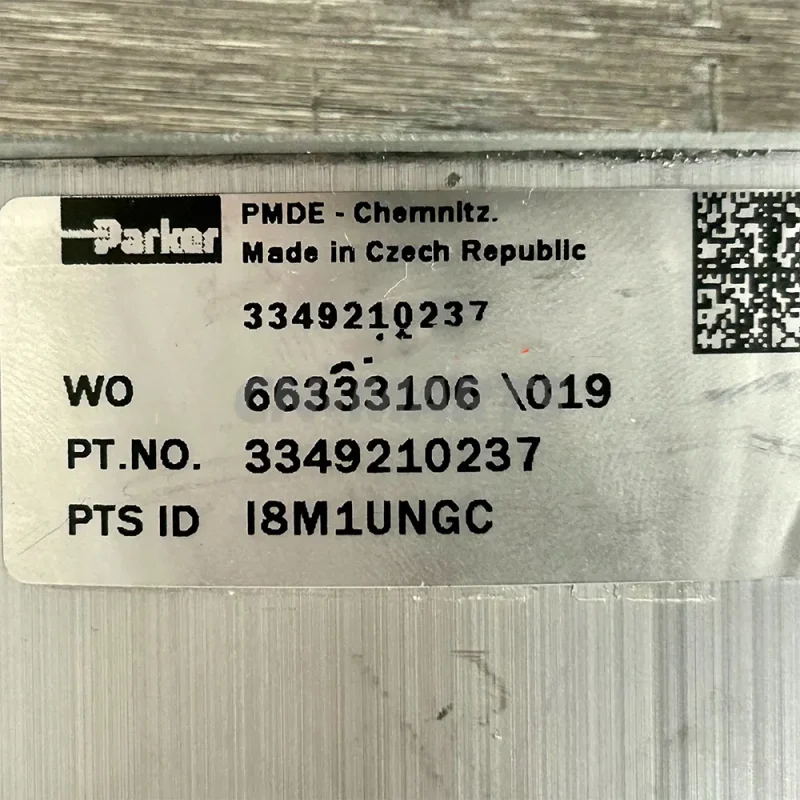 Parker
PMDE - Chemnitz.
Made in Czech Republic
3349210237
WO 66333106 \019
PT.NO. 3349210237
PTS ID I8M1UNGC